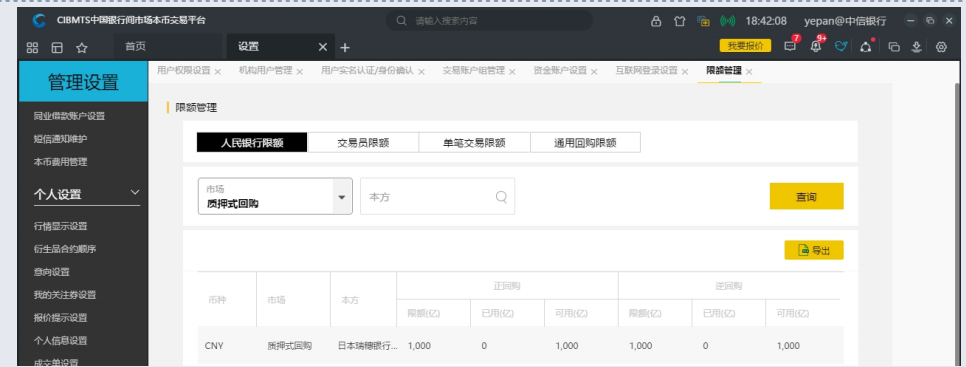 CIBMTS中国银行间市场本币交易平台 请输入搜索内容 18:42:08 yepan@中信银行
首页 设置 × + 我要报价 7 9+
管理设置
用户权限设置 × 机构用户管理 × 用户实名认证/身份确认 × 交易账户组管理 × 资金账户设置 × 互联网登录设置 × 限额管理 ×
限额管理
同业借款账户设置
短信通知维护
本币费用管理
人民银行限额 交易员限额 单笔交易限额 通用回购限额
个人设置
市场
质押式回购 本方 查询
行情显示设置
衍生品合约顺序
意向设置
我的关注券设置
报价提示设置
个人信息设置
成交单设置
导出
币种 市场 本方 正回购 逆回购
限额(亿) 已用(亿) 可用(亿) 限额(亿) 已用(亿) 可用(亿)
CNY 质押式回购 日本瑞穗银行... 1,000 0 1,000 1,000 0 1,000